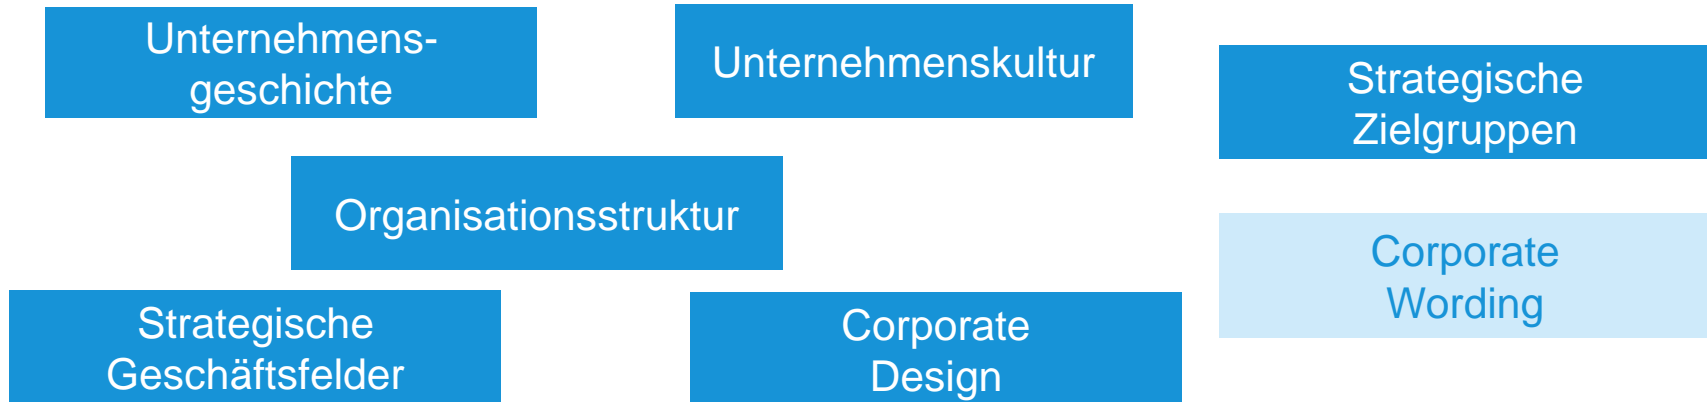 Unternehmens-
geschichte
Unternehmenskultur
Strategische
Zielgruppen
Organisationsstruktur
Corporate
Wording
Strategische
Geschäftsfelder
Corporate
Design